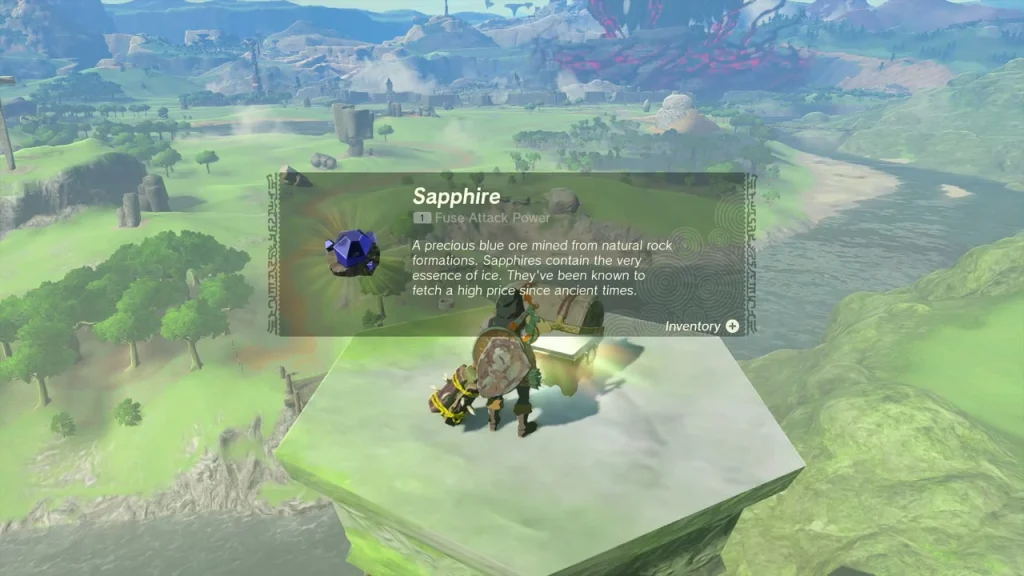 Sapphire
1 Fuse Attack Power
A precious blue ore mined from natural rock
formations. Sapphires contain the very
essence of ice. They've been known to
fetch a high price since ancient times.
Inventory +